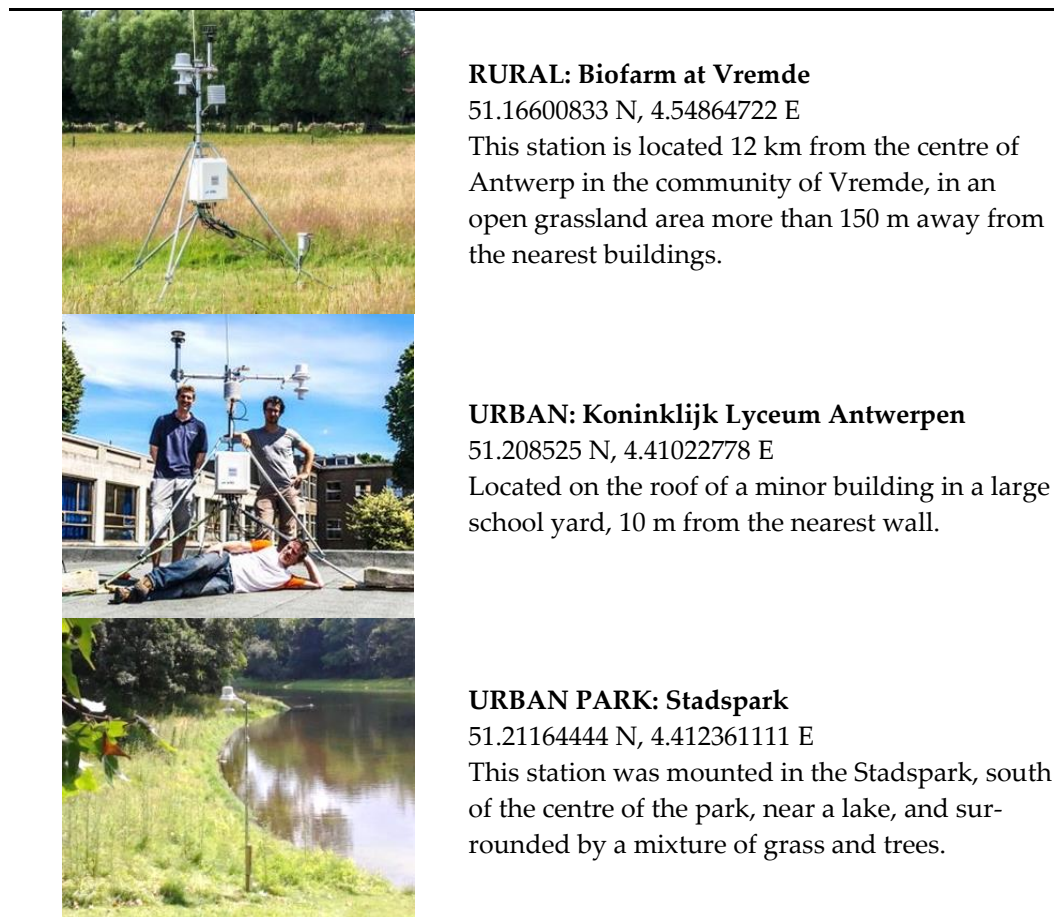 RURAL: Biofarm at Vremde
51.16600833 N, 4.54864722 E
This station is located 12 km from the centre of
Antwerp in the community of Vremde, in an
open grassland area more than 150 m away from
the nearest buildings.
URBAN: Koninklijk Lyceum Antwerpen
51.208525 N, 4.41022778 E
Located on the roof of a minor building in a large
school yard, 10 m from the nearest wall.
URBAN PARK: Stadspark
51.21164444 N, 4.412361111 E
This station was mounted in the Stadspark, south
of the centre of the park, near a lake, and sur-
rounded by a mixture of grass and trees.